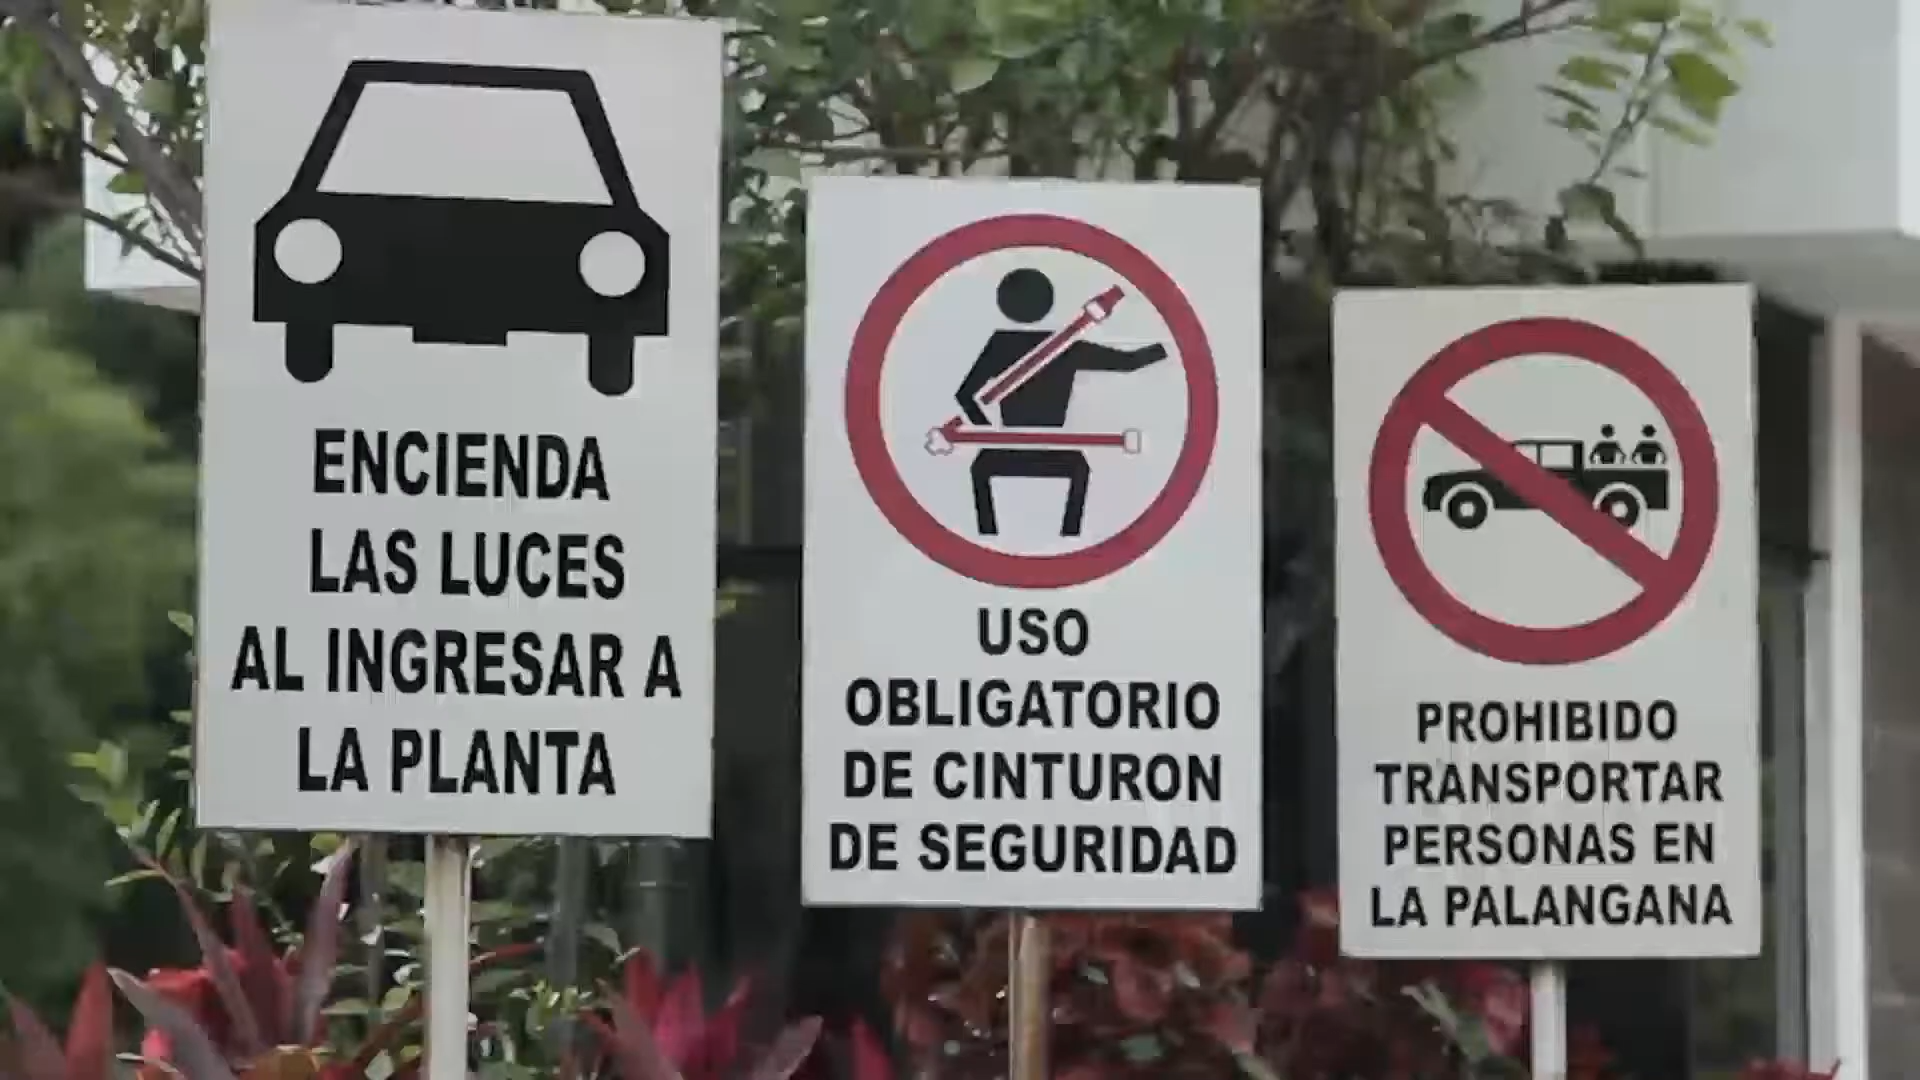 ENCIENDA
LAS LUCES
AL INGRESAR A
LA PLANTA
USO
OBLIGATORIO
DE CINTURON
DE SEGURIDAD
PROHIBIDO
TRANSPORTAR
PERSONAS EN
LA PALANGANA